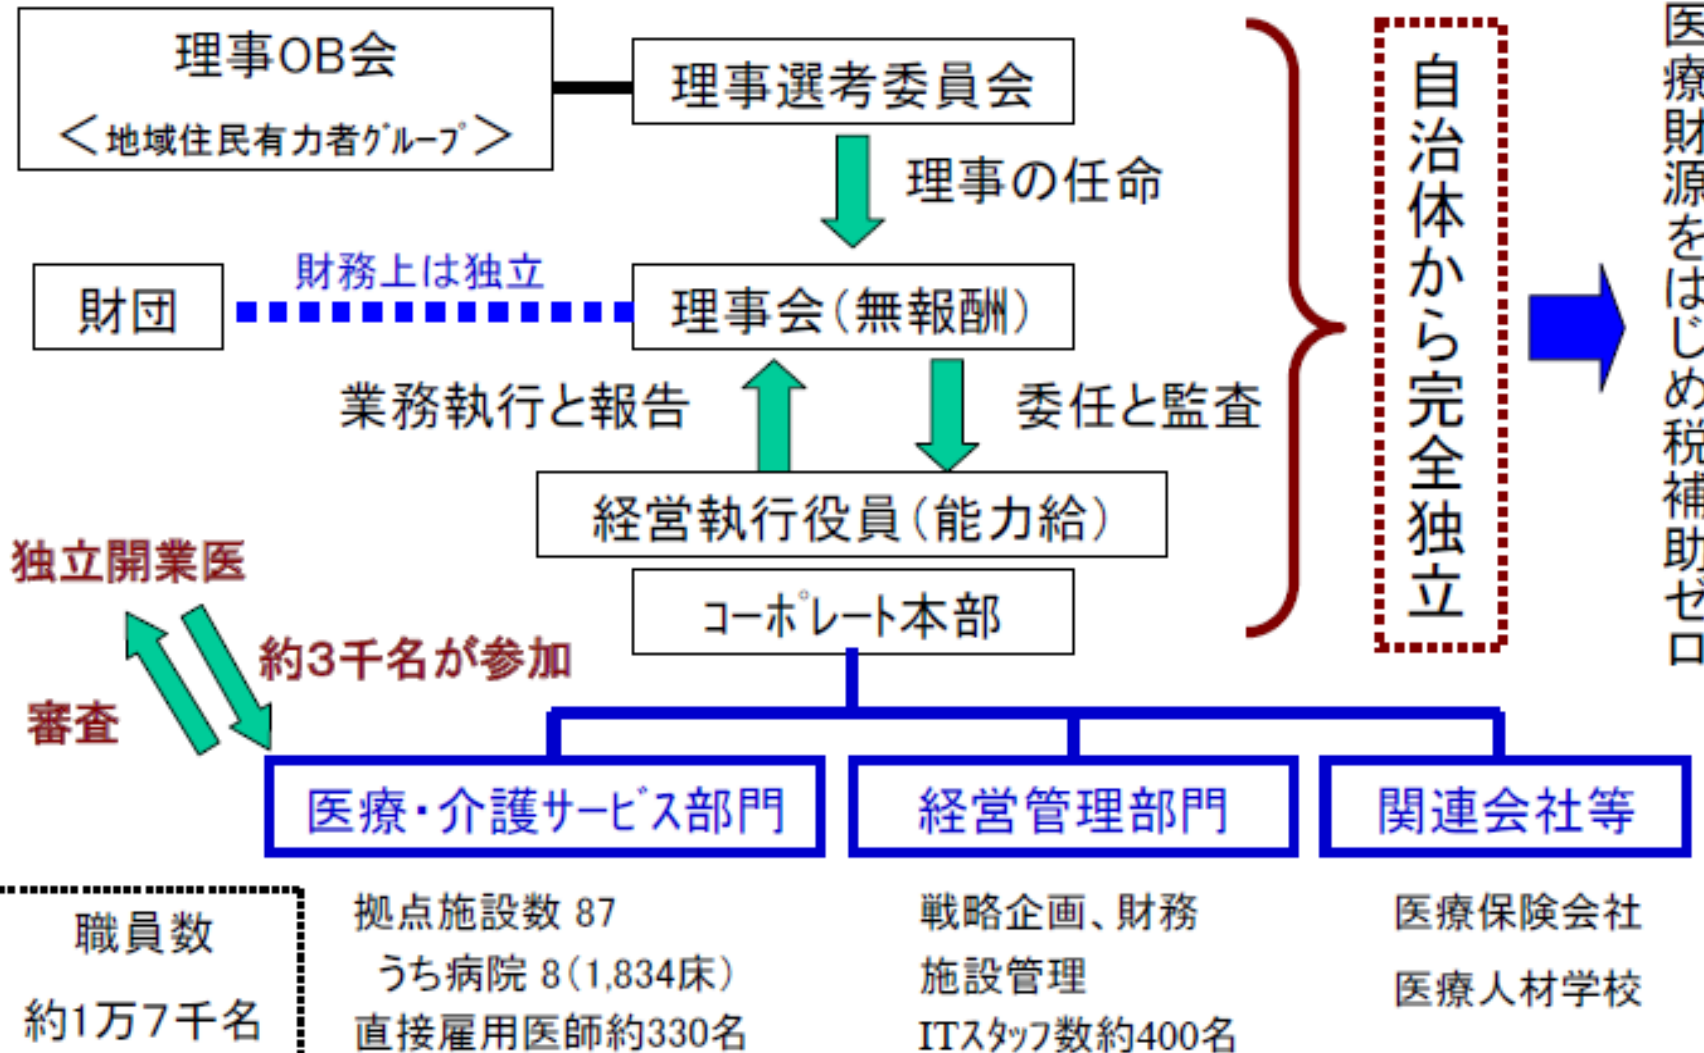 理事OB会
＜地域住民有力者グループ＞
理事選考委員会
理事の任命
財団
財務上は独立
理事会（無報酬）
業務執行と報告
委任と監査
経営執行役員（能力給）
コーポレート本部
自治体から完全独立
医療財源をはじめ税補助ゼロ
独立開業医
約3千名が参加
審査
医療・介護サービス部門
経営管理部門
関連会社等
職員数
約1万7千名
拠点施設数 87
うち病院 8（1,834床）
直接雇用医師約330名
戦略企画、財務
施設管理
ITスタッフ数約400名
医療保険会社
医療人材学校